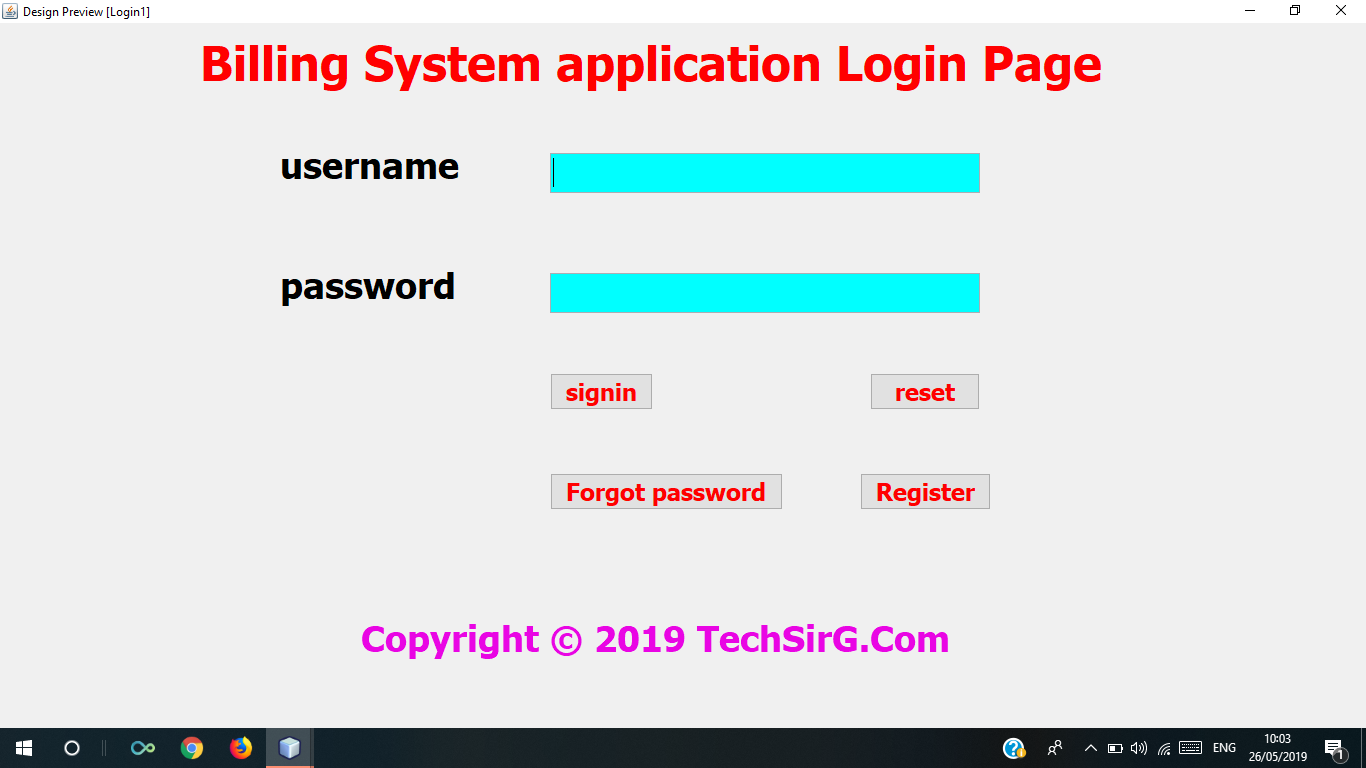 Design Preview [Login1]
Billing System application Login Page
username
password
signin reset
Forgot password Register
Copyright © 2019 TechSirG.Com
ENG
10:03
26/05/2019
1